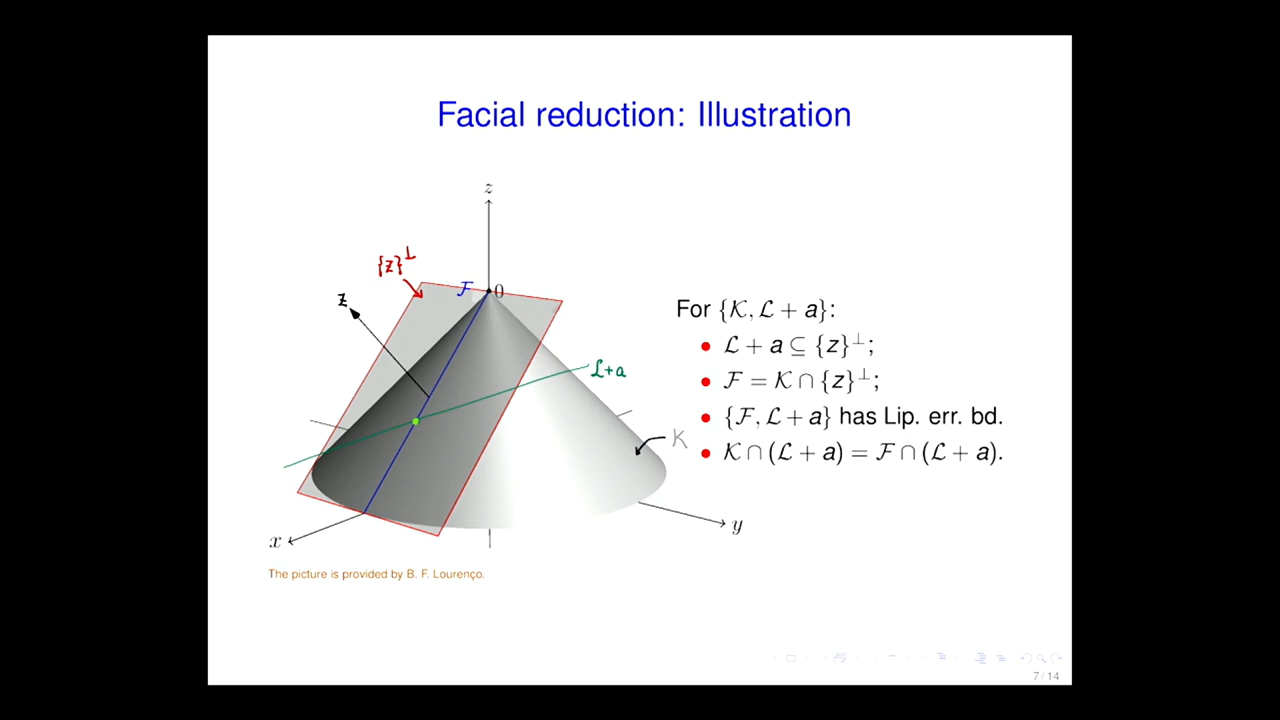 Facial reduction: Illustration
z
{z}^⊥
F
0
z
L+a
K
x
y
For {K, L + a}:
• L + a ⊆ {z}^⊥;
• F = K ∩ {z}^⊥;
• {F, L + a} has Lip. err. bd.
• K ∩ (L + a) = F ∩ (L + a).
The picture is provided by B. F. Lourenço.
7 / 14